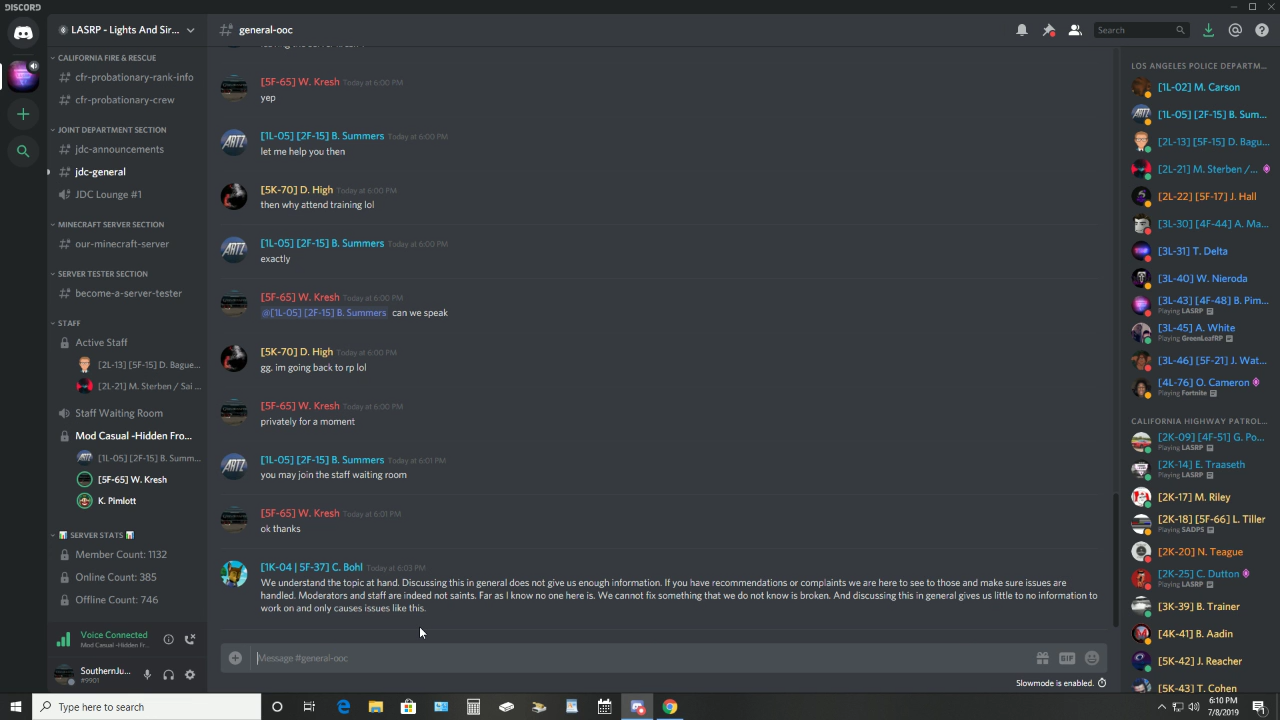 DISCORD
LASRP - Lights And Sir...
general-ooc
Search
CALIFORNIA FIRE & RESCUE
cfr-probationary-rank-info
cfr-probationary-crew
JOINT DEPARTMENT SECTION
jdc-announcements
jdc-general
JDC Lounge #1
MINECRAFT SERVER SECTION
our-minecraft-server
SERVER TESTER SECTION
become-a-server-tester
STAFF
Active Staff
[2L-13] [5F-15] D. Bague...
[2L-21] M. Sterben / Sai ...
Staff Waiting Room
Mod Casual -Hidden Fro...
[1L-05] [2F-15] B. Summ...
[5F-65] W. Kresh
K. Pimlott
SERVER STATS
Member Count: 1132
Online Count: 385
Offline Count: 746
Voice Connected
Mod Casual -Hidden Fr...
SouthernJu...
#9901
[5F-65] W. Kresh Today at 6:00 PM
yep
[1L-05] [2F-15] B. Summers Today at 6:00 PM
let me help you then
[5K-70] D. High Today at 6:00 PM
then why attend training lol
[1L-05] [2F-15] B. Summers Today at 6:00 PM
exactly
[5F-65] W. Kresh Today at 6:00 PM
@[1L-05] [2F-15] B. Summers can we speak
[5K-70] D. High Today at 6:00 PM
gg. im going back to rp lol
[5F-65] W. Kresh Today at 6:00 PM
privately for a moment
[1L-05] [2F-15] B. Summers Today at 6:01 PM
you may join the staff waiting room
[5F-65] W. Kresh Today at 6:01 PM
ok thanks
[1K-04 | 5F-37] C. Bohl Today at 6:03 PM
We understand the topic at hand. Discussing this in general does not give us enough information. If you have recommendations or complaints we are here to see to those and make sure issues are
handled. Moderators and staff are indeed not saints. Far as I know no one here is. We cannot fix something that we do not know is broken. And discussing this in general gives us little to no information to
work on and only causes issues like this.
Message #general-ooc
GIF
Slowmode is enabled.
LOS ANGELES POLICE DEPARTM...
[1L-02] M. Carson
[1L-05] [2F-15] B. Sum...
[2L-13] [5F-15] D. Bagu...
[2L-21] M. Sterben /...
[2L-22] [5F-17] J. Hall
[3L-30] [4F-44] A. Ma...
[3L-31] T. Delta
[3L-40] W. Nieroda
[3L-43] [4F-48] B. Pim...
Playing LASRP
[3L-45] A. White
Playing GreenLeafRP
[3L-46] [5F-21] J. Wat...
[4L-76] O. Cameron
Playing Fortnite
CALIFORNIA HIGHWAY PATROL...
[2K-09] [4F-51] G. Po...
Playing LASRP
[2K-14] E. Traaseth
Playing LASRP
[2K-17] M. Riley
[2K-18] [5F-66] L. Tiller
Playing SADPS
[2K-20] N. Teague
[2K-25] C. Dutton
Playing LASRP
[3K-39] B. Trainer
[4K-41] B. Aadin
[5K-42] J. Reacher
[5K-43] T. Cohen
Type here to search
6:10 PM
7/8/2019